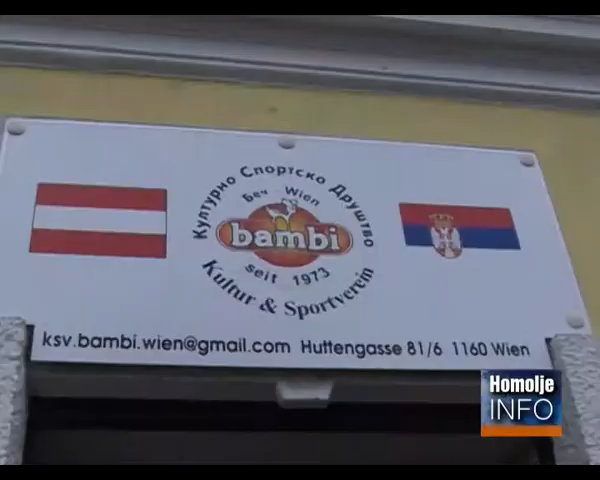 Културно Спортско Друштво
Беч - Wien
bambi
seit 1973
Kultur & Sportverein
ksv.bambi.wien@gmail.com Huttengasse 81/6 1160 Wien
Homolje
INFO